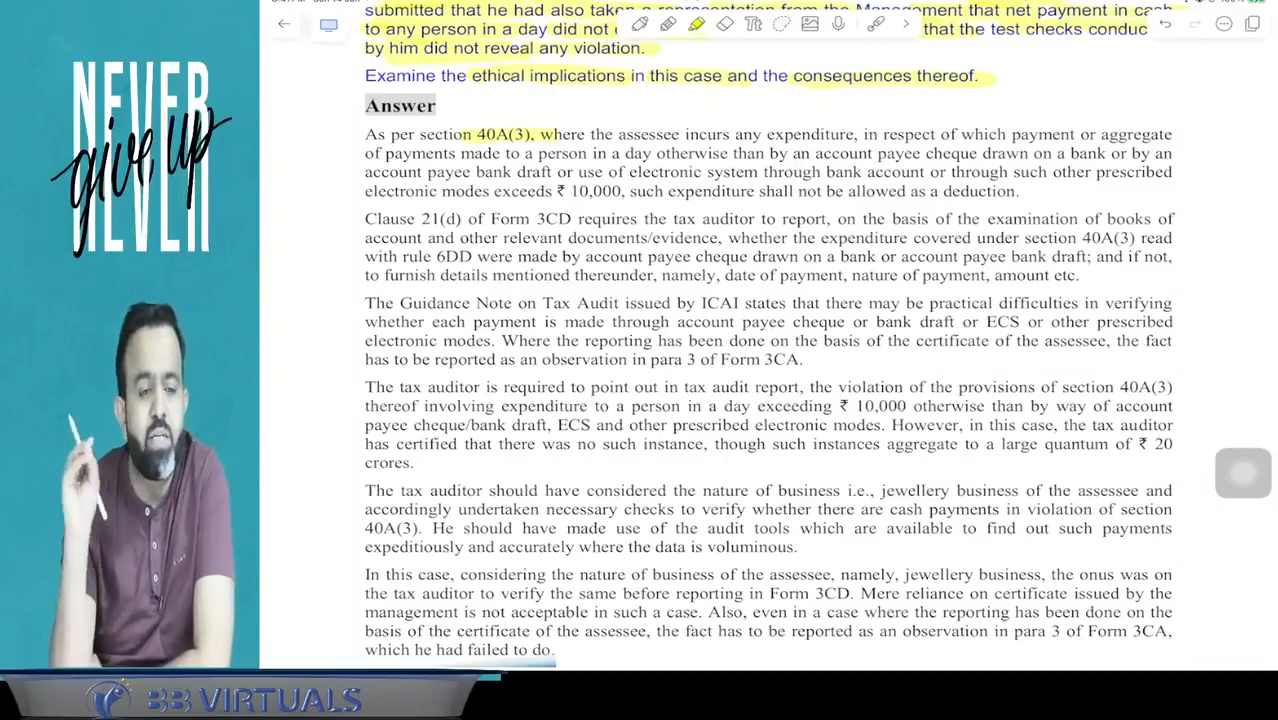 submitted that he had also taken a representation from the Management that net payment in cash
to any person in a day did not that the test checks conduc
by him did not reveal any violation.
Examine the ethical implications in this case and the consequences thereof.
Answer
As per section 40A(3), where the assessee incurs any expenditure, in respect of which payment or aggregate
of payments made to a person in a day otherwise than by an account payee cheque drawn on a bank or by an
account payee bank draft or use of electronic system through bank account or through such other prescribed
electronic modes exceeds ₹ 10,000, such expenditure shall not be allowed as a deduction.
Clause 21(d) of Form 3CD requires the tax auditor to report, on the basis of the examination of books of
account and other relevant documents/evidence, whether the expenditure covered under section 40A(3) read
with rule 6DD were made by account payee cheque drawn on a bank or account payee bank draft; and if not,
to furnish details mentioned thereunder, namely, date of payment, nature of payment, amount etc.
The Guidance Note on Tax Audit issued by ICAI states that there may be practical difficulties in verifying
whether each payment is made through account payee cheque or bank draft or ECS or other prescribed
electronic modes. Where the reporting has been done on the basis of the certificate of the assessee, the fact
has to be reported as an observation in para 3 of Form 3CA.
The tax auditor is required to point out in tax audit report, the violation of the provisions of section 40A(3)
thereof involving expenditure to a person in a day exceeding ₹ 10,000 otherwise than by way of account
payee cheque/bank draft, ECS and other prescribed electronic modes. However, in this case, the tax auditor
has certified that there was no such instance, though such instances aggregate to a large quantum of ₹ 20
crores.
The tax auditor should have considered the nature of business i.e., jewellery business of the assessee and
accordingly undertaken necessary checks to verify whether there are cash payments in violation of section
40A(3). He should have made use of the audit tools which are available to find out such payments
expeditiously and accurately where the data is voluminous.
In this case, considering the nature of business of the assessee, namely, jewellery business, the onus was on
the tax auditor to verify the same before reporting in Form 3CD. Mere reliance on certificate issued by the
management is not acceptable in such a case. Also, even in a case where the reporting has been done on the
basis of the certificate of the assessee, the fact has to be reported as an observation in para 3 of Form 3CA,
which he had failed to do.
NEVER
give up
NEVER
BB VIRTUALS